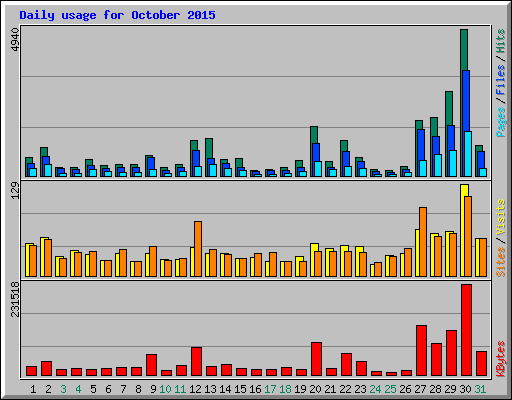 Daily usage for October 2015
4940
Pages / Files / Hits
129
Sites / Visits
231518
KBytes
1 2 3 4 5 6 7 8 9 10 11 12 13 14 15 16 17 18 19 20 21 22 23 24 25 26 27 28 29 30 31